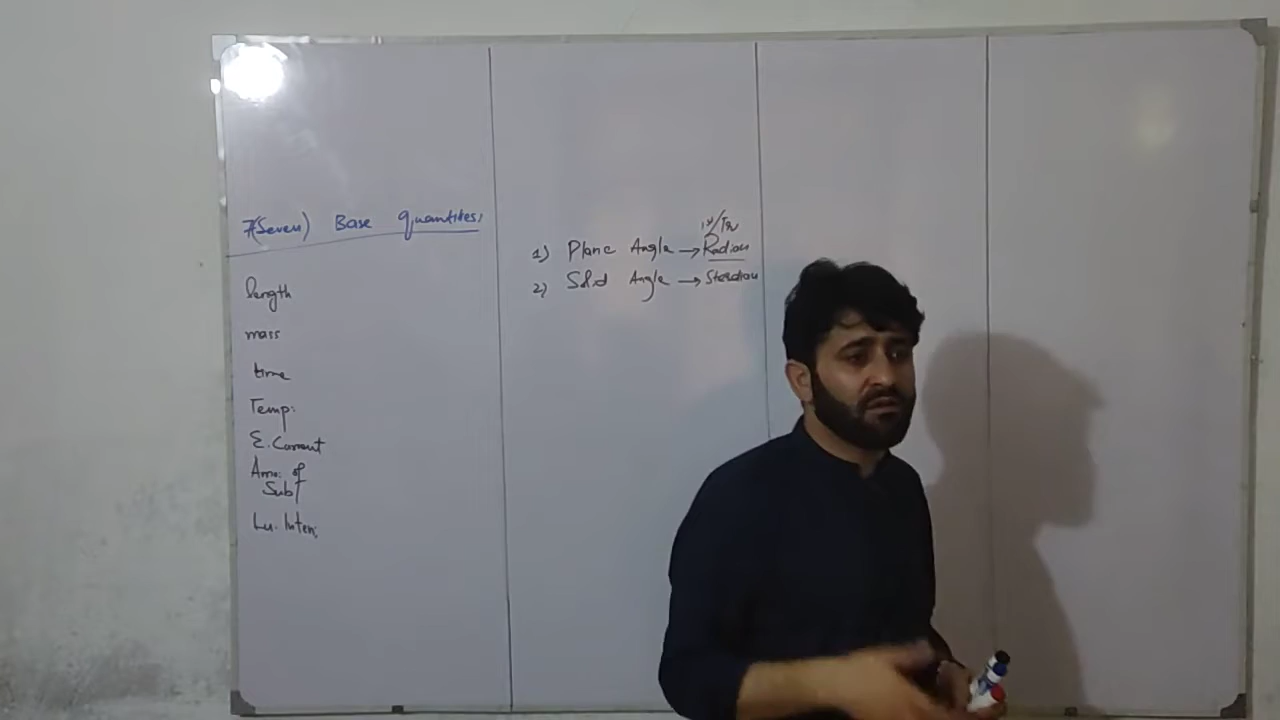 7(Seven) Base quantites:
length
mass
time
Temp:
E. Current
Amo: of
Subt
Lu. Inten:
1) Plane Angle → Radian
2) Solid Angle → Steradian